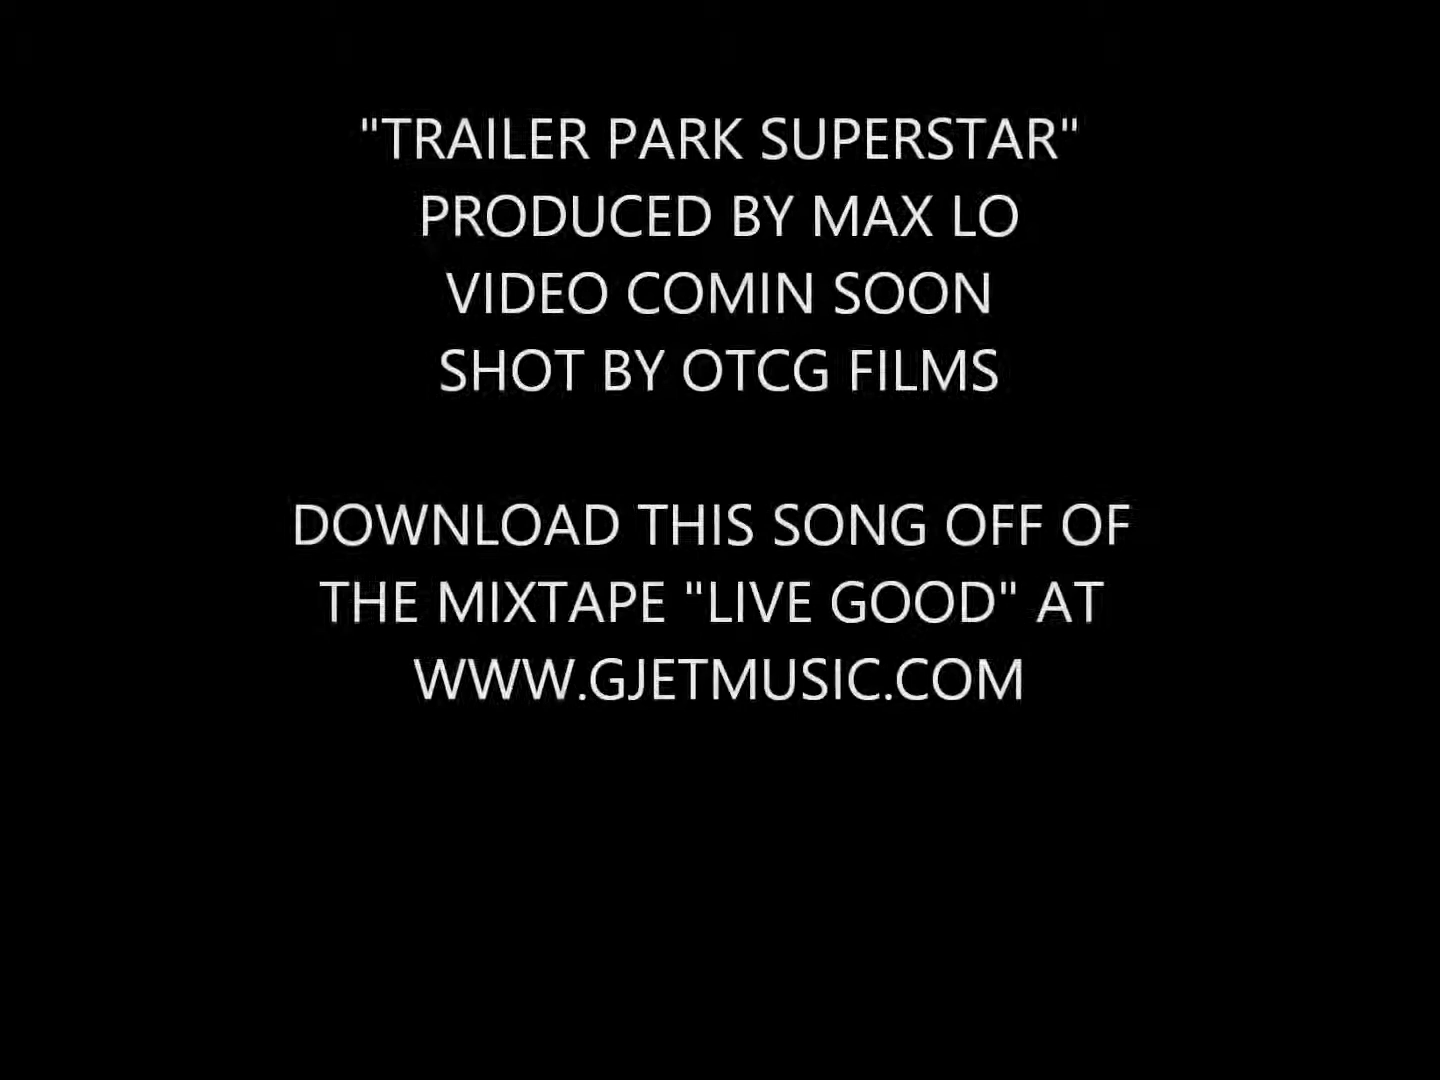 "TRAILER PARK SUPERSTAR"
PRODUCED BY MAX LO
VIDEO COMIN SOON
SHOT BY OTCG FILMS
DOWNLOAD THIS SONG OFF OF
THE MIXTAPE "LIVE GOOD" AT
WWW.GJETMUSIC.COM